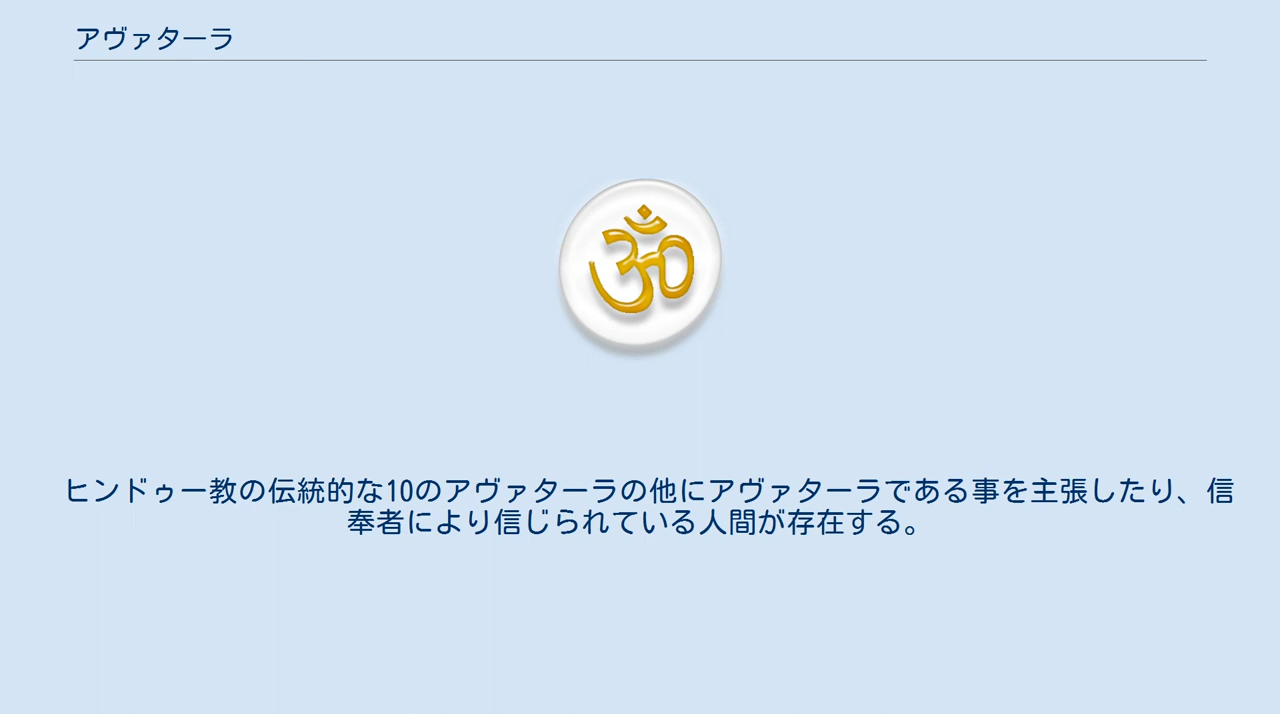 アヴァターラ
ॐ
ヒンドゥー教の伝統的な10のアヴァターラの他にアヴァターラである事を主張したり、信
奉者により信じられている人間が存在する。